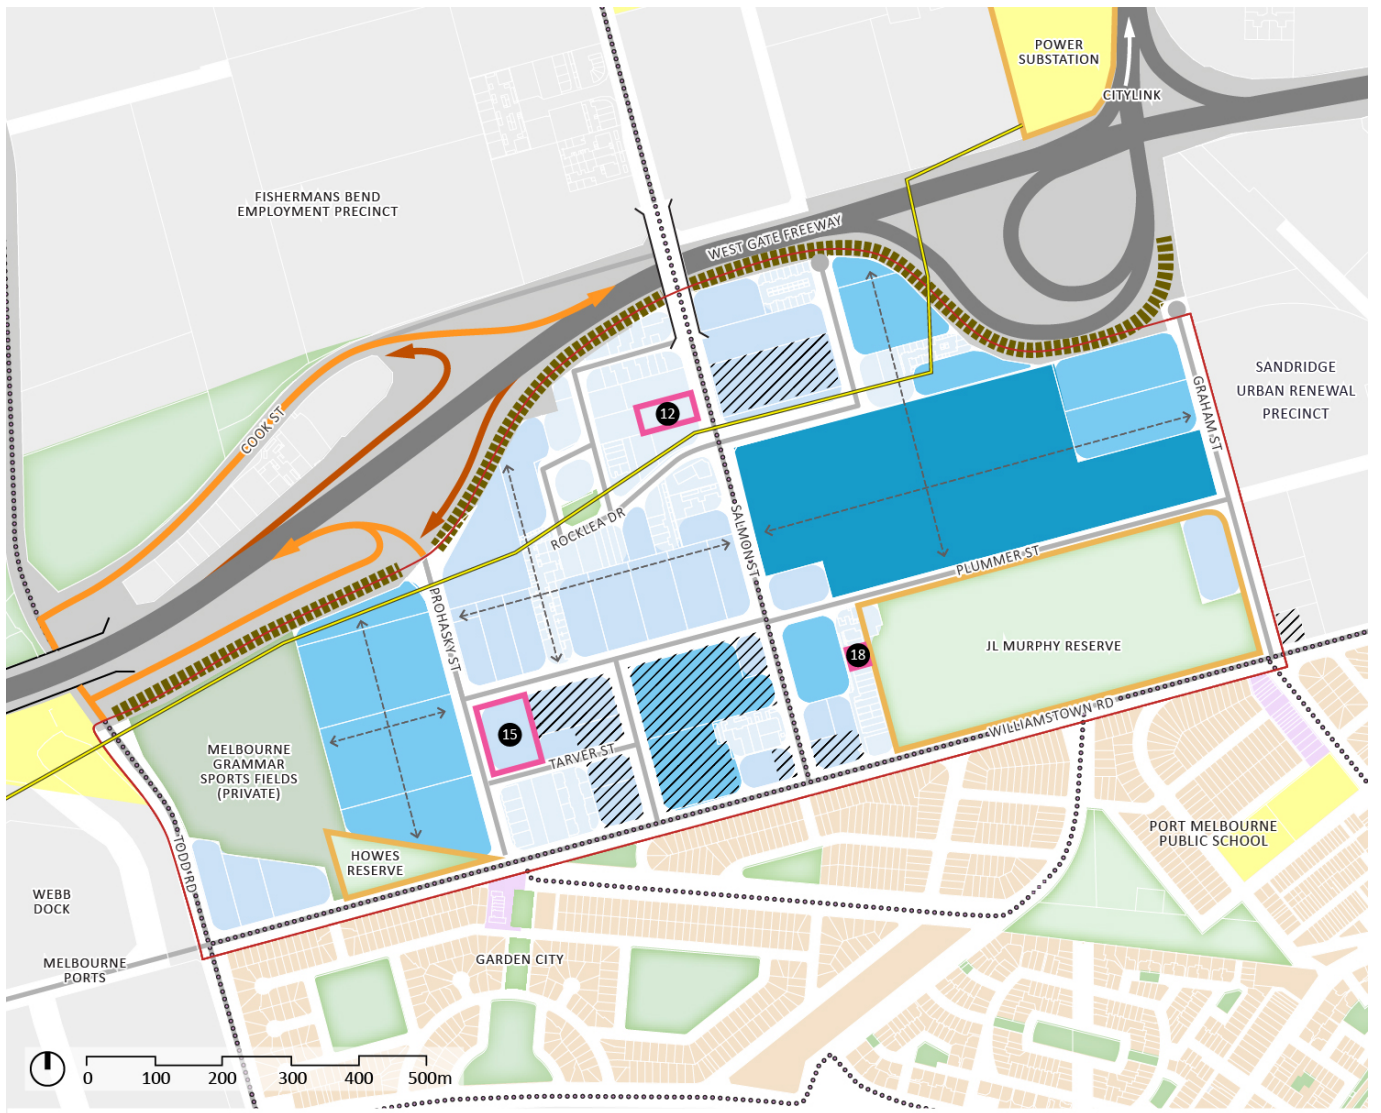 POWER
SUBSTATION
CITYLINK
FISHERMANS BEND
EMPLOYMENT PRECINCT
WEST GATE FREEWAY
SANDRIDGE
URBAN RENEWAL
PRECINCT
GRAHAM ST
COOK ST
12
ROCKLEA DR
SALMON ST
PLUMMER ST
PROHASKY ST
JL MURPHY RESERVE
18
15
WILLIAMSTOWN RD
TARVER ST
MELBOURNE
GRAMMAR
SPORTS FIELDS
(PRIVATE)
PORT MELBOURNE
PUBLIC SCHOOL
HOWES
RESERVE
TODD RD
WEBB
DOCK
MELBOURNE
PORTS
GARDEN CITY
0 100 200 300 400 500m